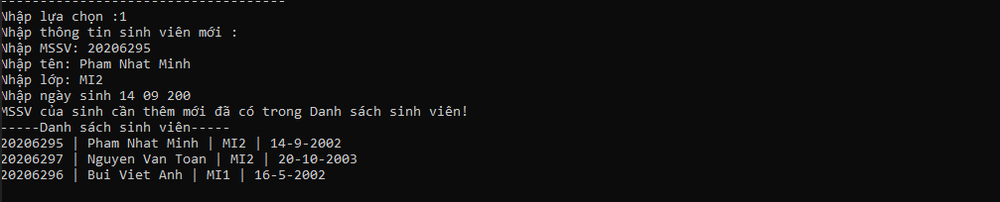 ------------------------------------
Nhập lựa chọn :1
Nhập thông tin sinh viên mới :
Nhập MSSV: 20206295
Nhập tên: Pham Nhat Minh
Nhập lớp: MI2
Nhập ngày sinh 14 09 200
MSSV của sinh cần thêm mới đã có trong Danh sách sinh viên!
-----Danh sách sinh viên-----
20206295 | Pham Nhat Minh | MI2 | 14-9-2002
20206297 | Nguyen Van Toan | MI2 | 20-10-2003
20206296 | Bui Viet Anh | MI1 | 16-5-2002